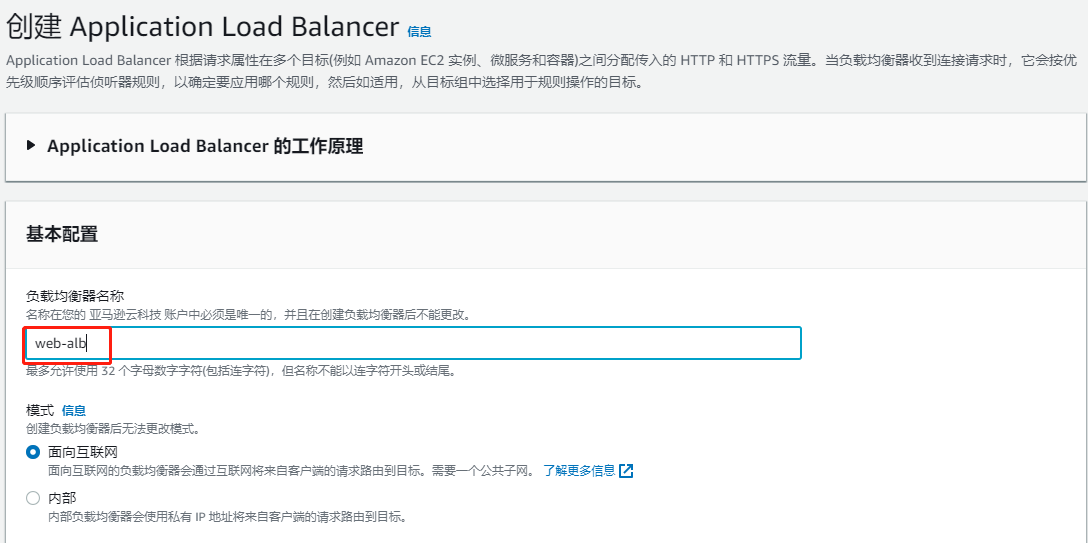 创建 Application Load Balancer 信息
Application Load Balancer 根据请求属性在多个目标(例如 Amazon EC2 实例、微服务和容器)之间分配传入的 HTTP 和 HTTPS 流量。当负载均衡器收到连接请求时，它会按优
先级顺序评估侦听器规则，以确定要应用哪个规则，然后如适用，从目标组中选择用于规则操作的目标。
Application Load Balancer 的工作原理
基本配置
负载均衡器名称
名称在您的 亚马逊云科技 账户中必须是唯一的，并且在创建负载均衡器后不能更改。
web-alb
最多允许使用 32 个字母数字字符(包括连字符)，但名称不能以连字符开头或结尾。
模式 信息
创建负载均衡器后无法更改模式。
面向互联网
面向互联网的负载均衡器会通过互联网将来自客户端的请求路由到目标。需要一个公共子网。 了解更多信息
内部
内部负载均衡器会使用私有 IP 地址将来自客户端的请求路由到目标。